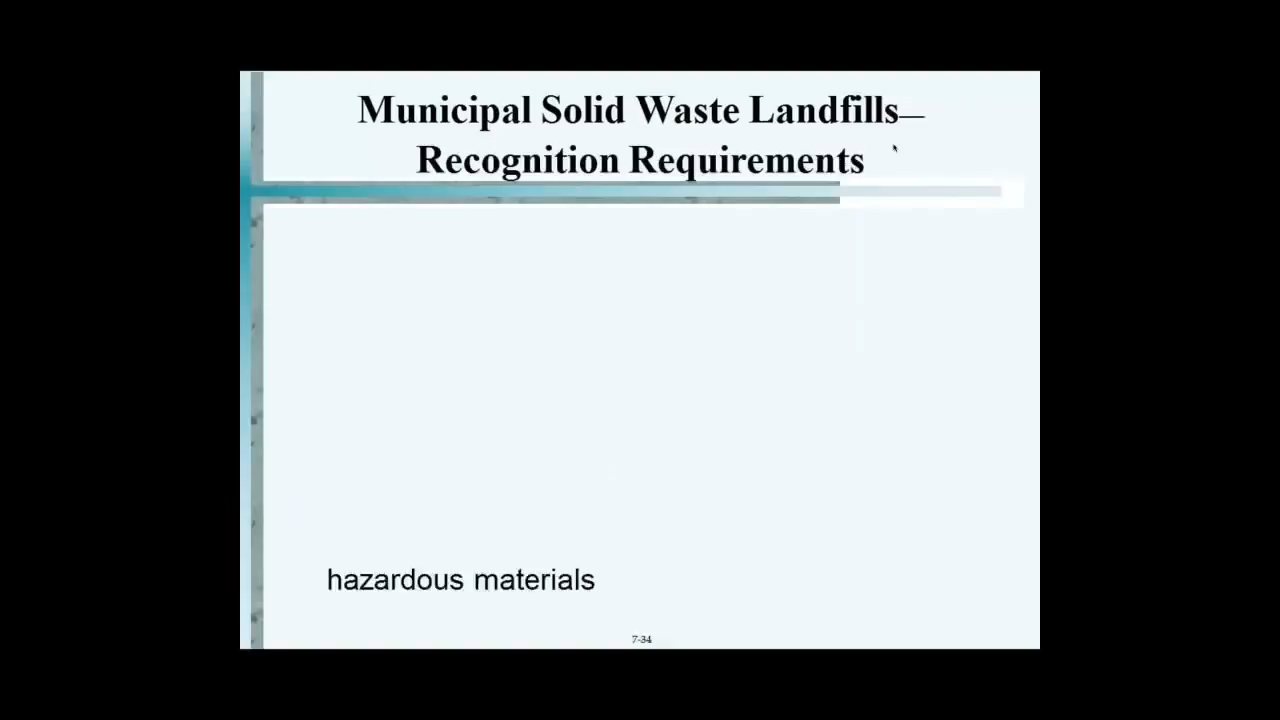 Municipal Solid Waste Landfills—
Recognition Requirements
hazardous materials
7-34